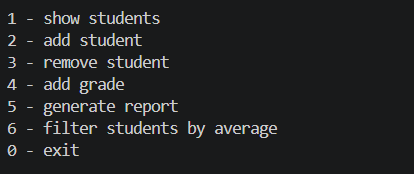 1 - show students
2 - add student
3 - remove student
4 - add grade
5 - generate report
6 - filter students by average
0 - exit